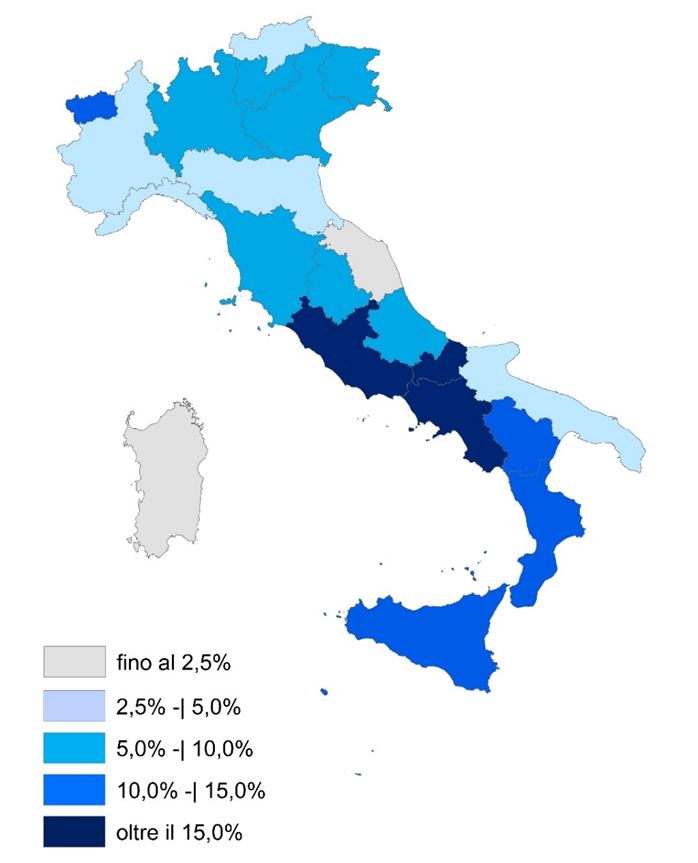 fino al 2,5%
2,5% -| 5,0%
5,0% -| 10,0%
10,0% -| 15,0%
oltre il 15,0%